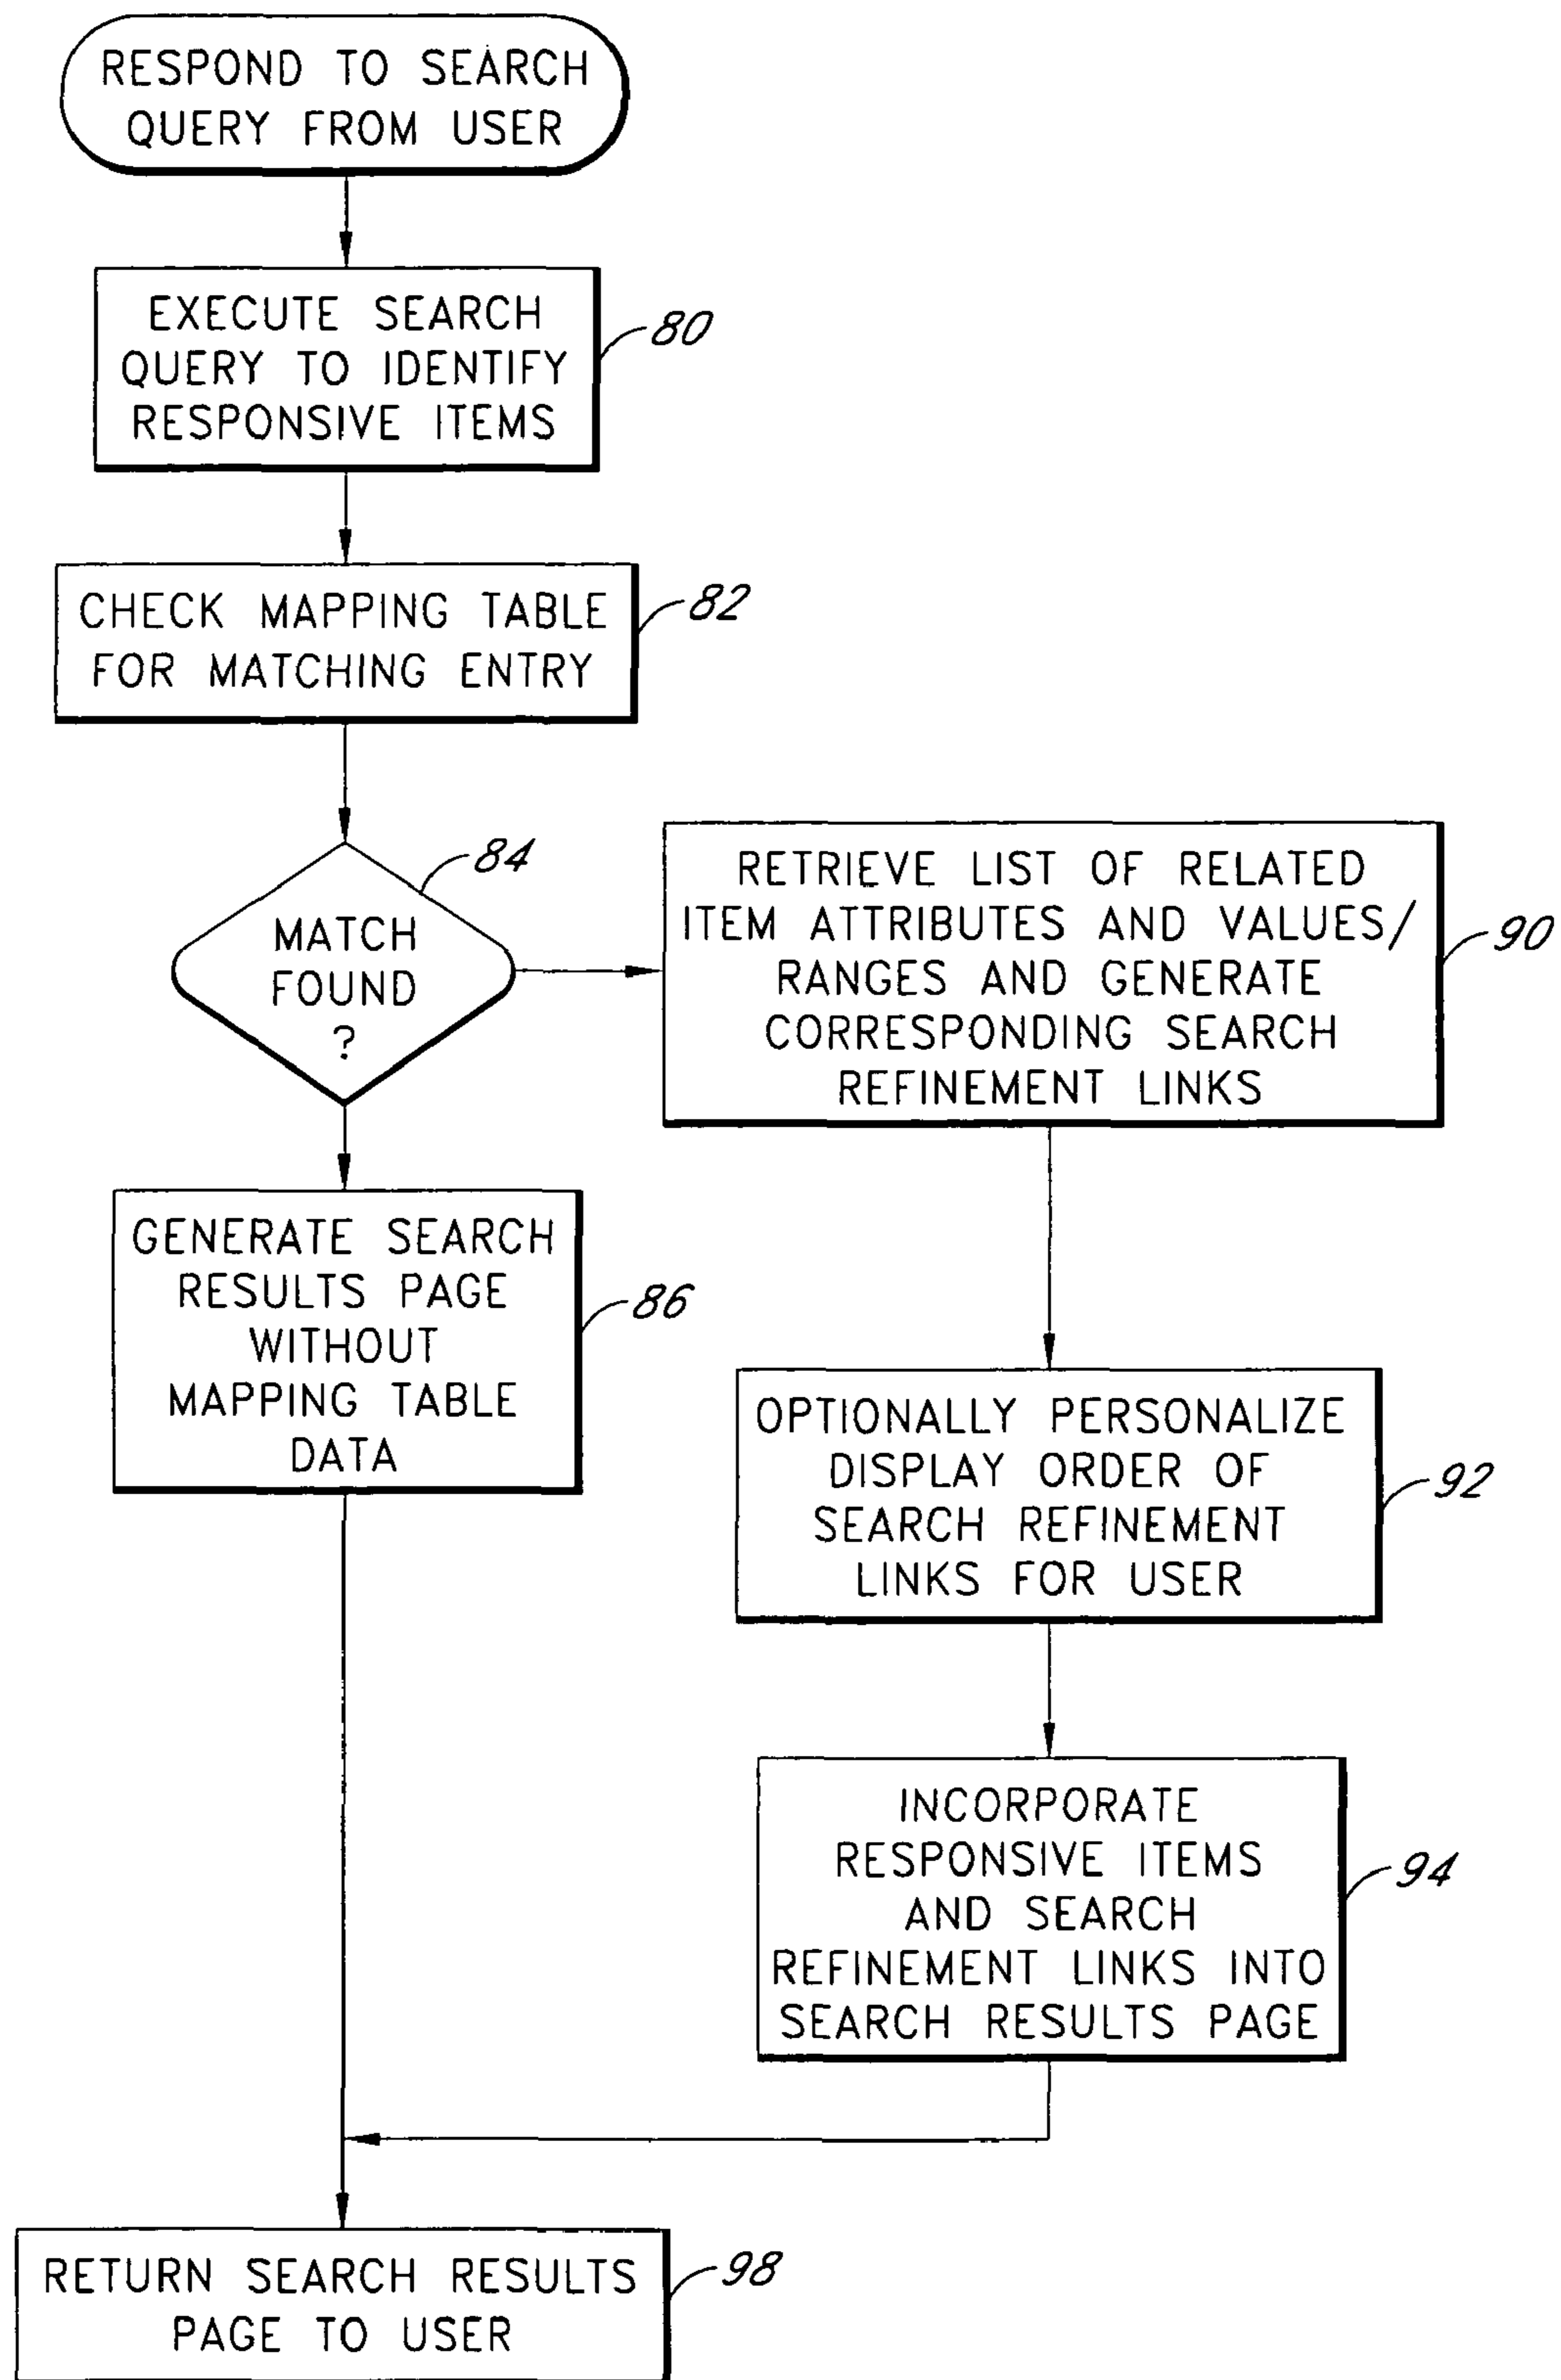 RESPOND TO SEARCH
QUERY FROM USER
EXECUTE SEARCH
QUERY TO IDENTIFY
RESPONSIVE ITEMS
80
CHECK MAPPING TABLE
FOR MATCHING ENTRY
82
84
MATCH
FOUND
?
RETRIEVE LIST OF RELATED
ITEM ATTRIBUTES AND VALUES/
RANGES AND GENERATE
CORRESPONDING SEARCH
REFINEMENT LINKS
90
GENERATE SEARCH
RESULTS PAGE
WITHOUT
MAPPING TABLE
DATA
86
OPTIONALLY PERSONALIZE
DISPLAY ORDER OF
SEARCH REFINEMENT
LINKS FOR USER
92
INCORPORATE
RESPONSIVE ITEMS
AND SEARCH
REFINEMENT LINKS INTO
SEARCH RESULTS PAGE
94
RETURN SEARCH RESULTS
PAGE TO USER
98